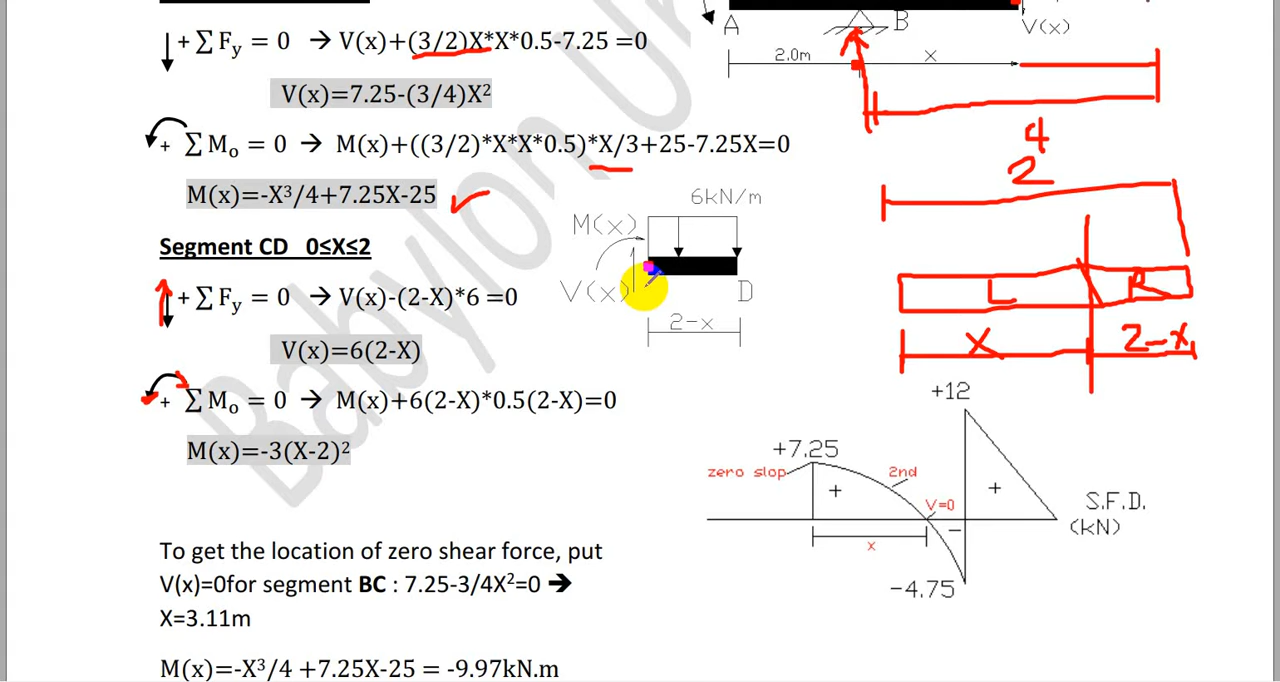 A
B
V(x)
2.0m
x
+ ∑ Fy = 0 → V(x)+(3/2)X*X*0.5-7.25 =0
V(x)=7.25-(3/4)X²
+ ∑ Mo = 0 → M(x)+((3/2)*X*X*0.5)*X/3+25-7.25X=0
M(x)=-X³/4+7.25X-25
4
2
Segment CD 0≤X≤2
+ ∑ Fy = 0 → V(x)-(2-X)*6 =0
V(x)=6(2-X)
+ ∑ Mo = 0 → M(x)+6(2-X)*0.5(2-X)=0
M(x)=-3(X-2)²
6kN/m
M(x)
V(x)
D
2-x
L
R
x
2-x
+12
+7.25
zero slop
2nd
+
+
V=0
x
−
-4.75
S.F.D.
(kN)
To get the location of zero shear force, put
V(x)=0for segment BC : 7.25-3/4X²=0 ➔
X=3.11m
M(x)=-X³/4 +7.25X-25 = -9.97kN.m
Babylon Un